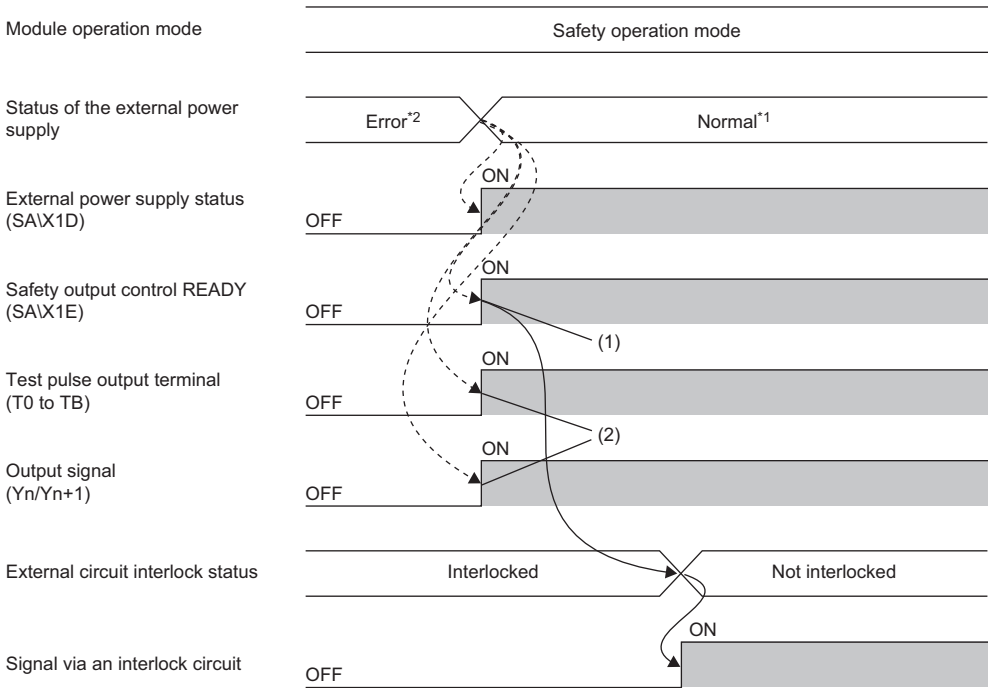 Module operation mode
Safety operation mode
Status of the external power
supply
Error*2
Normal*1
External power supply status
(SA\X1D)
OFF
ON
Safety output control READY
(SA\X1E)
OFF
ON
(1)
Test pulse output terminal
(T0 to TB)
OFF
ON
(2)
Output signal
(Yn/Yn+1)
OFF
ON
External circuit interlock status
Interlocked
Not interlocked
Signal via an interlock circuit
OFF
ON